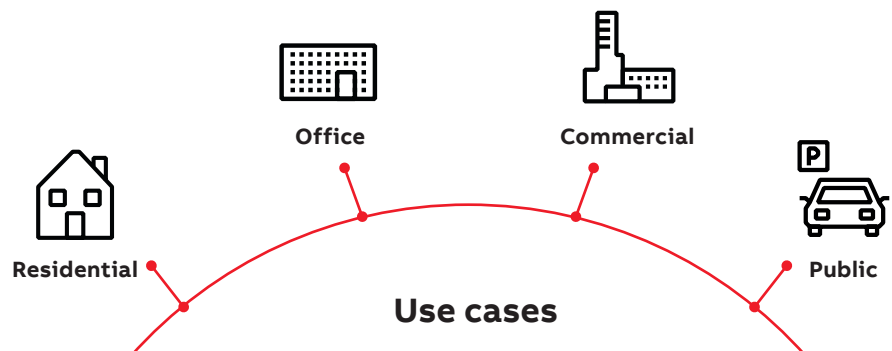 Office
Commercial
P
Residential
Public
Use cases